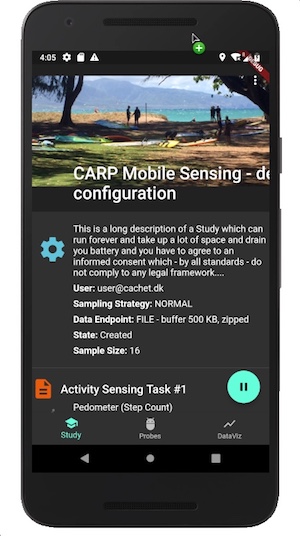 4:05
CARP Mobile Sensing - de
configuration
This is a long description of a Study which can
run forever and take up a lot of space and drain
you battery and you have to agree to an
informed consent which - by all standards - do
not comply to any legal framework....
User: user@cachet.dk
Sampling Strategy: NORMAL
Data Endpoint: FILE - buffer 500 KB, zipped
State: Created
Sample Size: 16
Activity Sensing Task #1
Pedometer (Step Count)
Study Probes DataViz